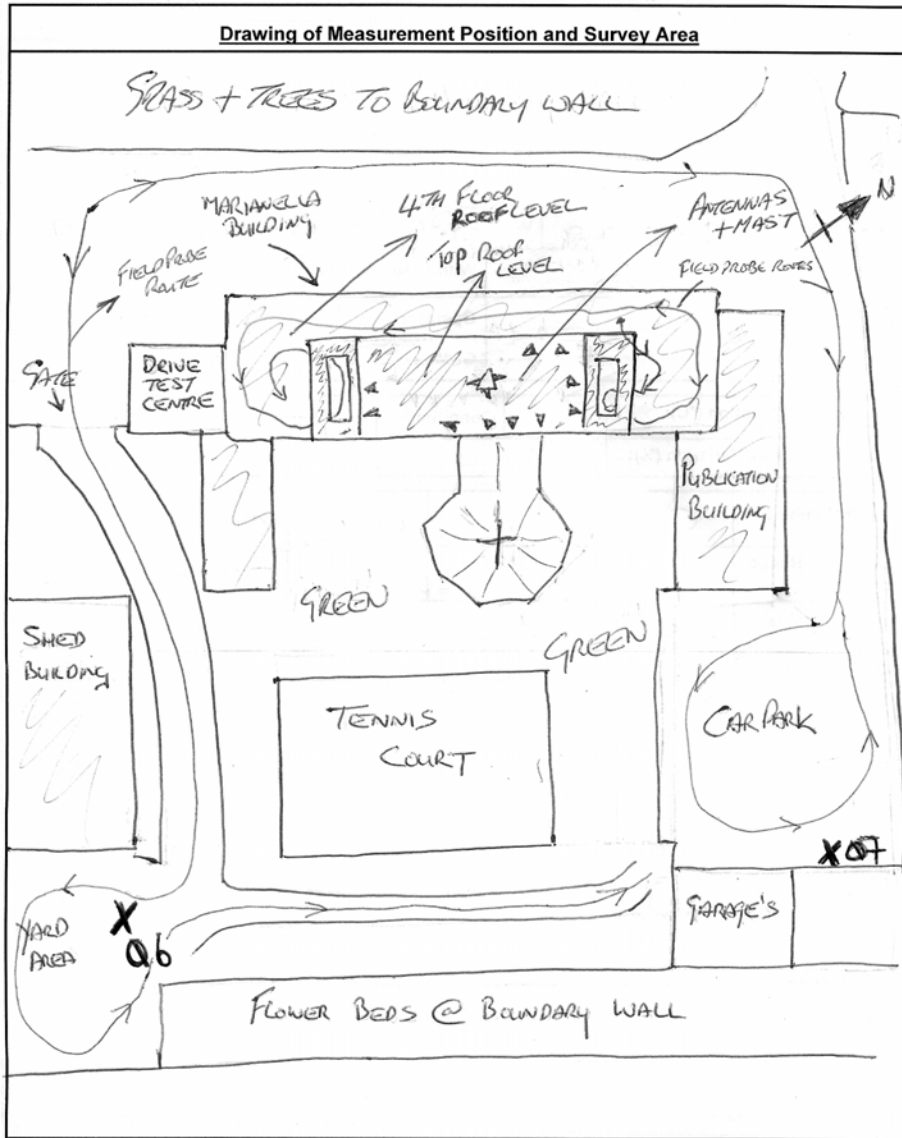 Drawing of Measurement Position and Survey Area
GRASS + TREES TO BOUNDARY WALL
MARIANELLA
BUILDING
4TH FLOOR
ROOF LEVEL
TOP ROOF
LEVEL
ANTENNAS
+ MAST
N
FIELD PROBE
ROUTE
FIELD PROBE ROUTES
GATE
DRIVE
TEST
CENTRE
PUBLICATION
BUILDING
GREEN
GREEN
SHED
BUILDING
TENNIS
COURT
CAR PARK
X Q7
X
Q6
YARD
AREA
GARAGE'S
FLOWER BEDS @ BOUNDARY WALL